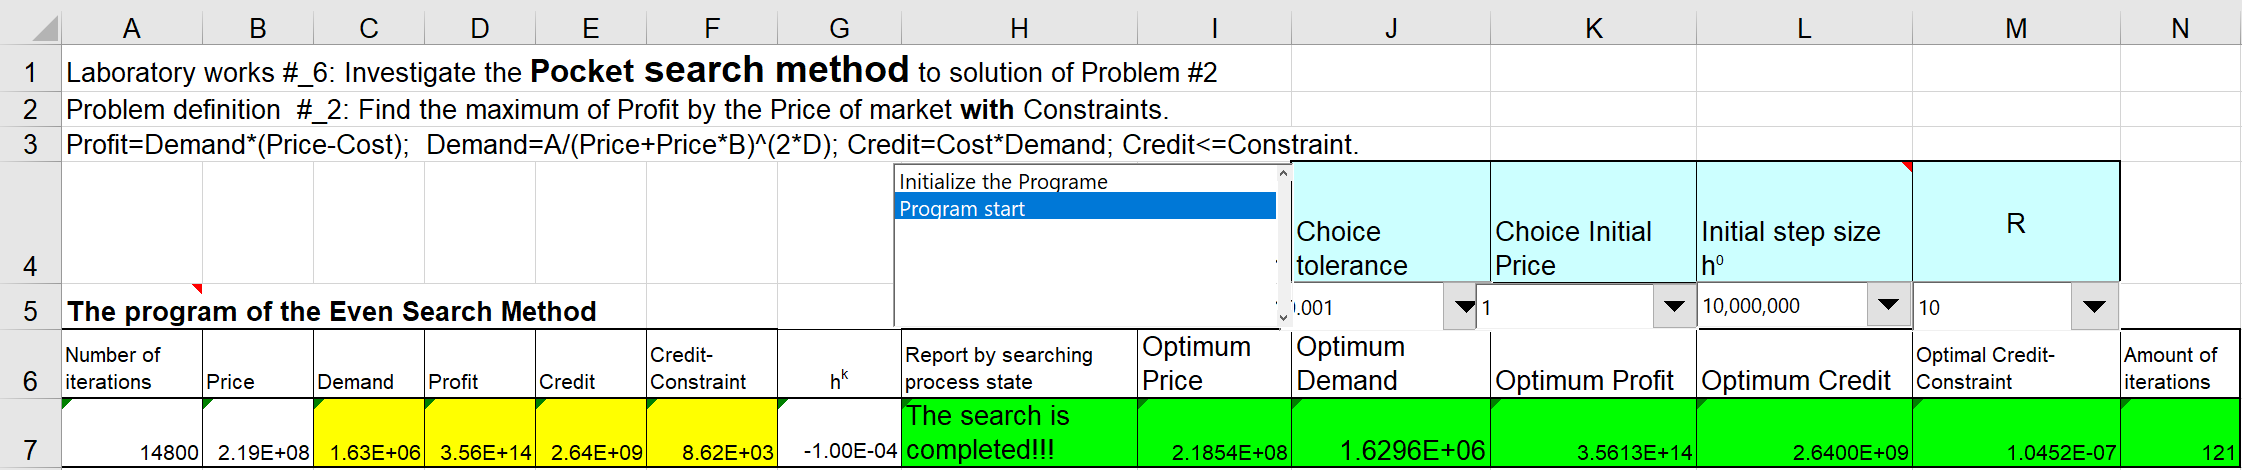 A B C D E F G H I J K L M N
1 Laboratory works #_6: Investigate the Pocket search method to solution of Problem #2
2 Problem definition #_2: Find the maximum of Profit by the Price of market with Constraints.
3 Profit=Demand*(Price-Cost); Demand=A/(Price+Price*B)^(2*D); Credit=Cost*Demand; Credit<=Constraint.
Initialize the Programe
Program start
4 Choice tolerance Choice Initial Price Initial step size h⁰ R
5 The program of the Even Search Method .001 1 10,000,000 10
6 Number of iterations Price Demand Profit Credit Credit-Constraint hᵏ Report by searching process state Optimum Price Optimum Demand Optimum Profit Optimum Credit Optimal Credit-Constraint Amount of iterations
7 14800 2.19E+08 1.63E+06 3.56E+14 2.64E+09 8.62E+03 -1.00E-04 The search is completed!!! 2.1854E+08 1.6296E+06 3.5613E+14 2.6400E+09 1.0452E-07 121